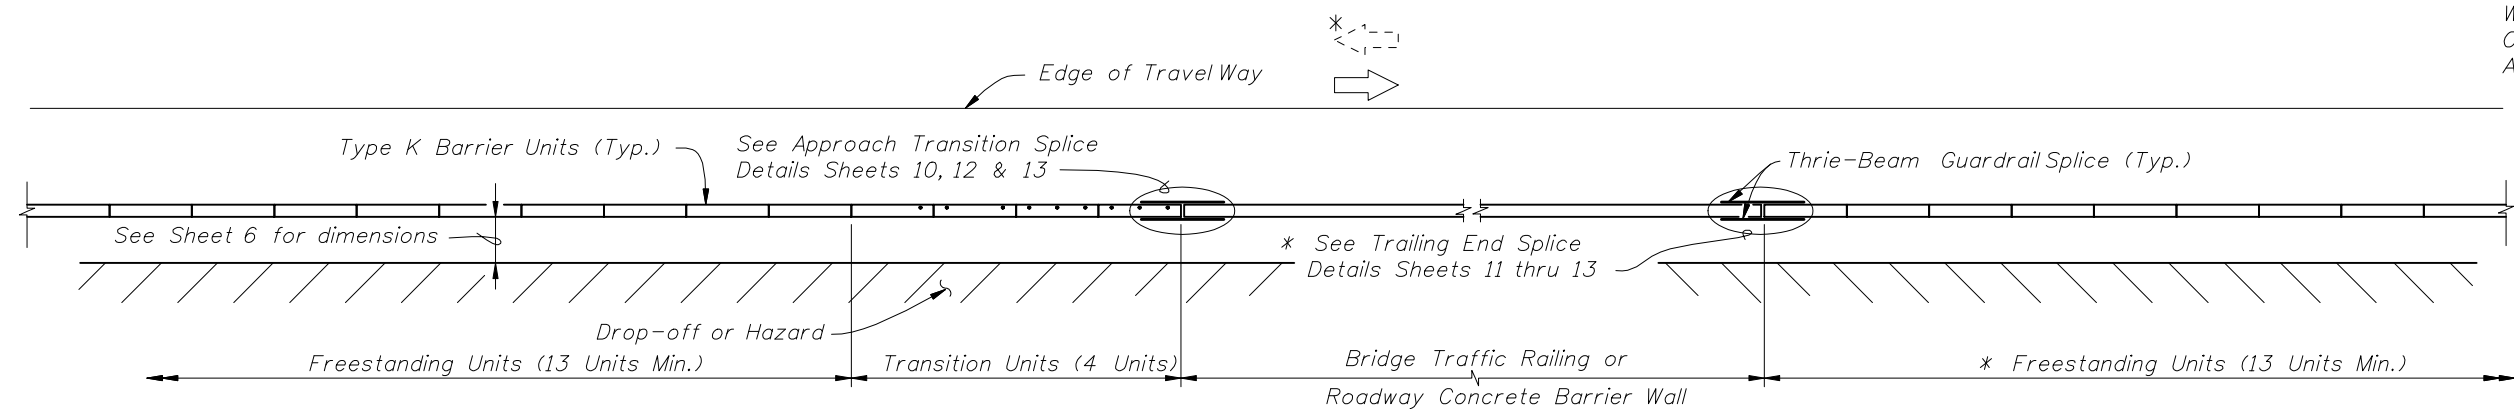 *
Edge of Travel Way
Type K Barrier Units (Typ.)
See Approach Transition Splice
Details Sheets 10, 12 & 13
Thrie-Beam Guardrail Splice (Typ.)
See Sheet 6 for dimensions
* See Trailing End Splice
Details Sheets 11 thru 13
Drop-off or Hazard
Freestanding Units (13 Units Min.)
Transition Units (4 Units)
Bridge Traffic Railing or
Roadway Concrete Barrier Wall
* Freestanding Units (13 Units Min.)